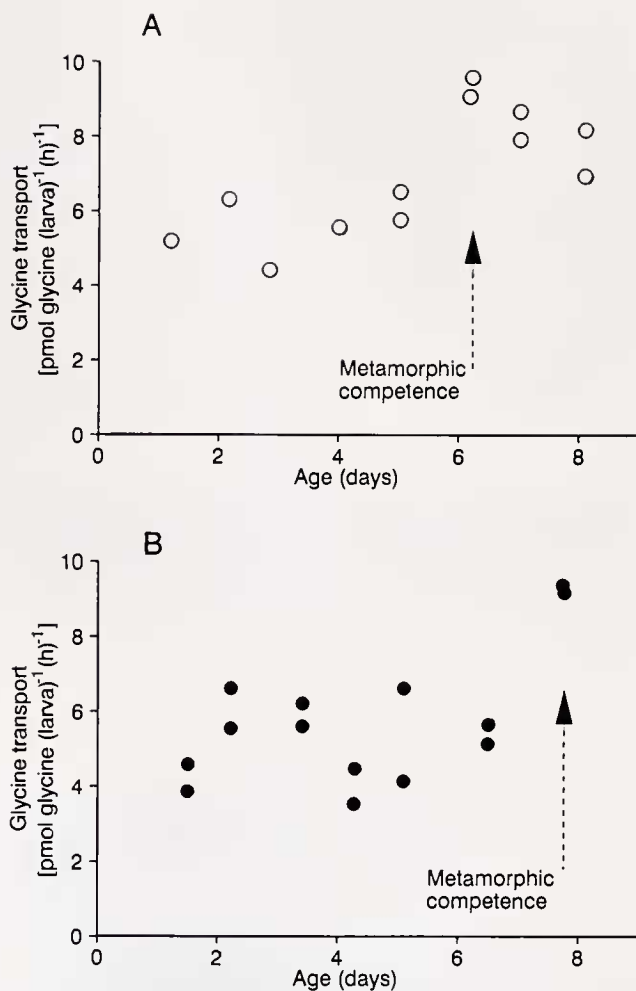 A
Glycine transport
[pmol glycine (larva)⁻¹ (h)⁻¹]
10
8
6
4
2
0
Metamorphic
competence
0 2 4 6 8
Age (days)
B
Glycine transport
[pmol glycine (larva)⁻¹ (h)⁻¹]
10
8
6
4
2
0
Metamorphic
competence
0 2 4 6 8
Age (days)